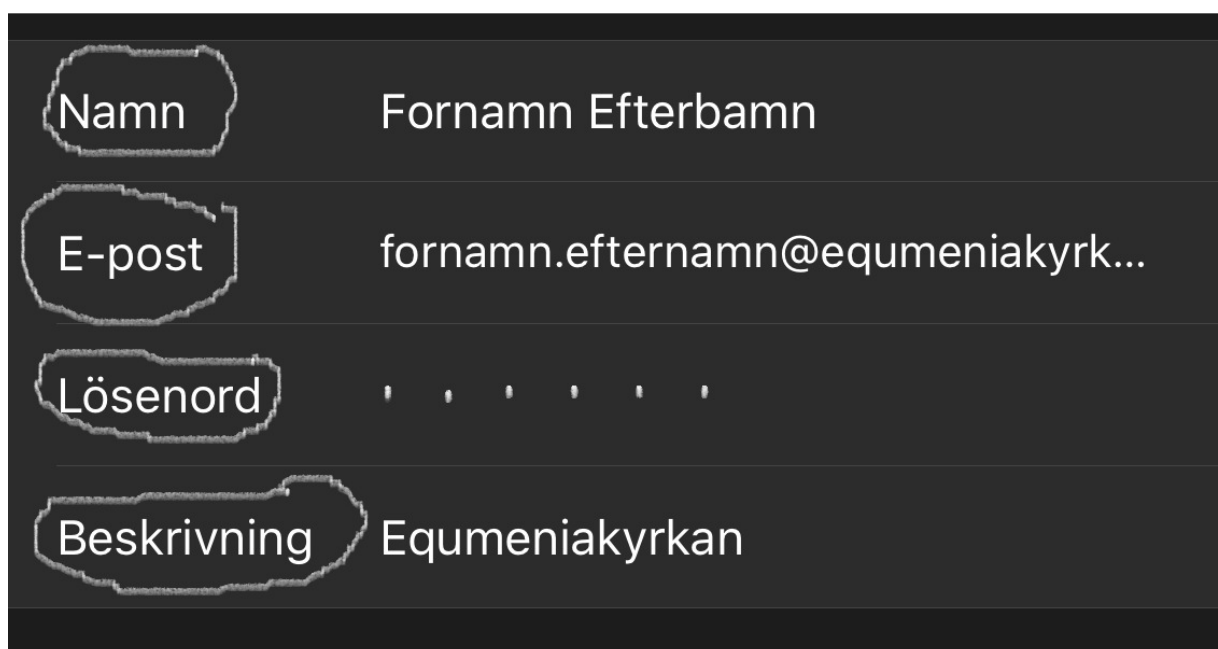 Namn Fornamn Efterbamn
E-post fornamn.efternamn@equmeniakyrk...
Lösenord
Beskrivning Equmeniakyrkan